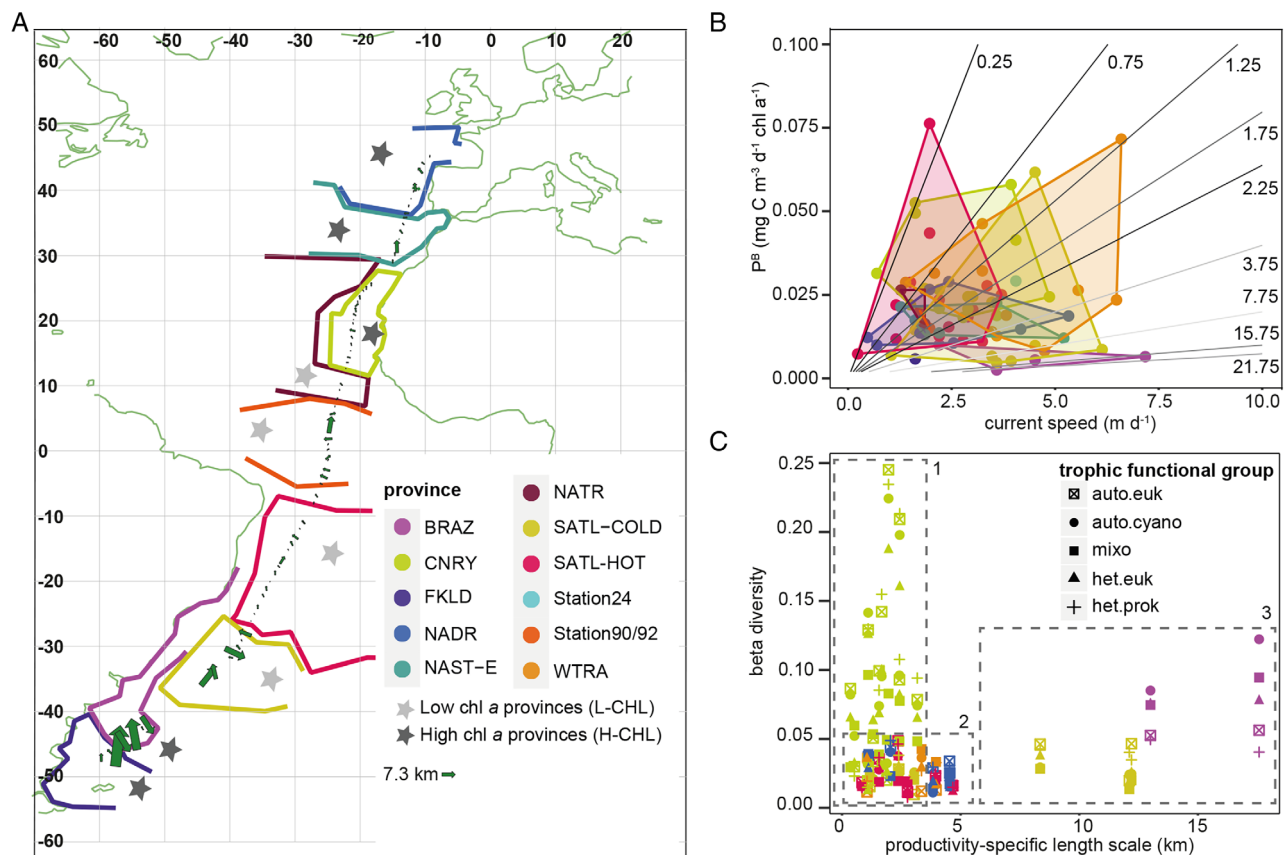 A
-60 -50 -40 -30 -20 -10 0 10 20
60
50
40
30
20
10
0
-10
-20
-30
-40
-50
-60
province
BRAZ
CNRY
FKLD
NADR
NAST-E
NATR
SATL-COLD
SATL-HOT
Station24
Station90/92
WTRA
Low chl a provinces (L-CHL)
High chl a provinces (H-CHL)
7.3 km
B
0.100
0.075
0.050
0.025
0.000
Pᴮ (mg C m⁻³ d⁻¹ chl a⁻¹)
0.25
0.75
1.25
1.75
2.25
3.75
7.75
15.75
21.75
0.0 2.5 5.0 7.5 10.0
current speed (m d⁻¹)
C
0.25
0.20
0.15
0.10
0.05
0.00
beta diversity
1
2
3
trophic functional group
auto.euk
auto.cyano
mixo
het.euk
het.prok
0 5 10 15
productivity-specific length scale (km)